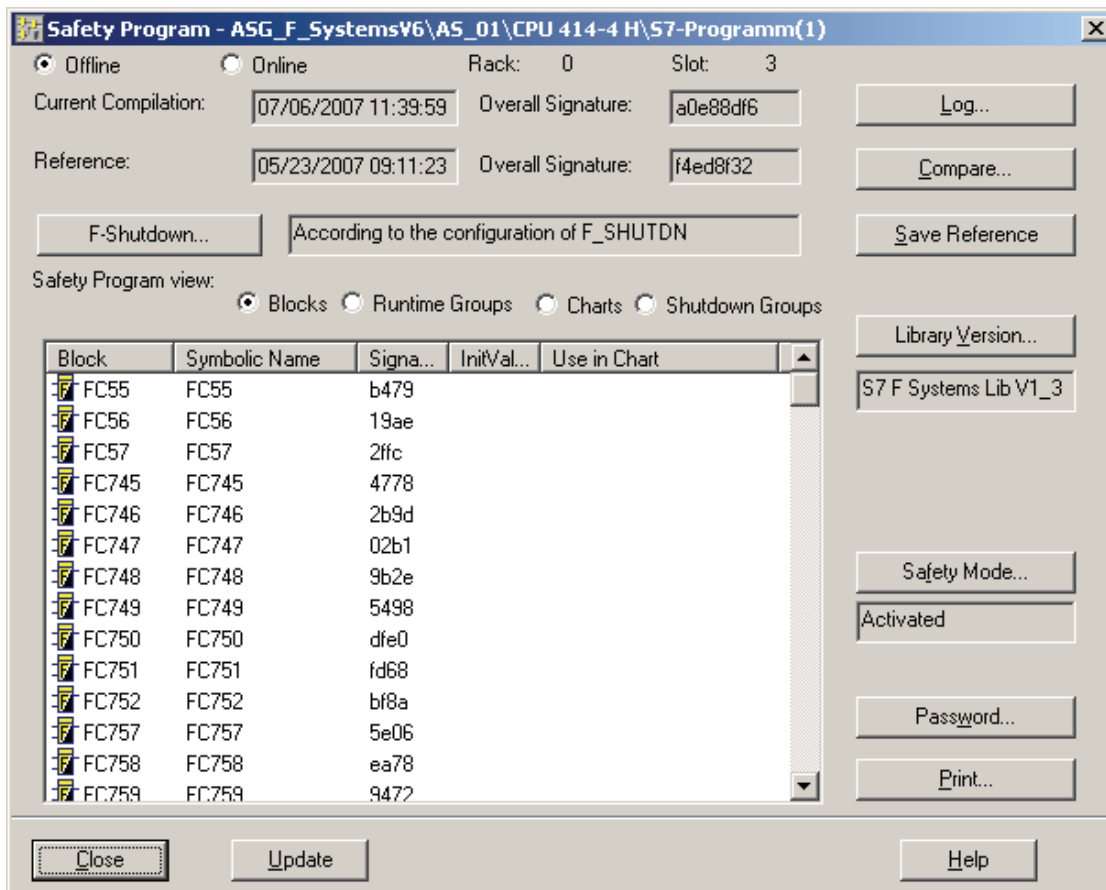 Safety Program - ASG_F_SystemsV6\AS_01\CPU 414-4 H\S7-Programm(1)
Offline Online Rack: 0 Slot: 3
Current Compilation: 07/06/2007 11:39:59 Overall Signature: a0e88df6 Log...
Reference: 05/23/2007 09:11:23 Overall Signature: f4ed8f32 Compare...
F-Shutdown... According to the configuration of F_SHUTDN Save Reference
Safety Program view:
Blocks Runtime Groups Charts Shutdown Groups
Library Version...
S7 F Systems Lib V1_3
Block Symbolic Name Signa... InitVal... Use in Chart
FC55 FC55 b479
FC56 FC56 19ae
FC57 FC57 2ffc
FC745 FC745 4778
FC746 FC746 2b9d
FC747 FC747 02b1
FC748 FC748 9b2e
FC749 FC749 5498
FC750 FC750 dfe0
FC751 FC751 fd68
FC752 FC752 bf8a
FC757 FC757 5e06
FC758 FC758 ea78
FC759 FC759 9472
Safety Mode...
Activated
Password...
Print...
Close Update Help